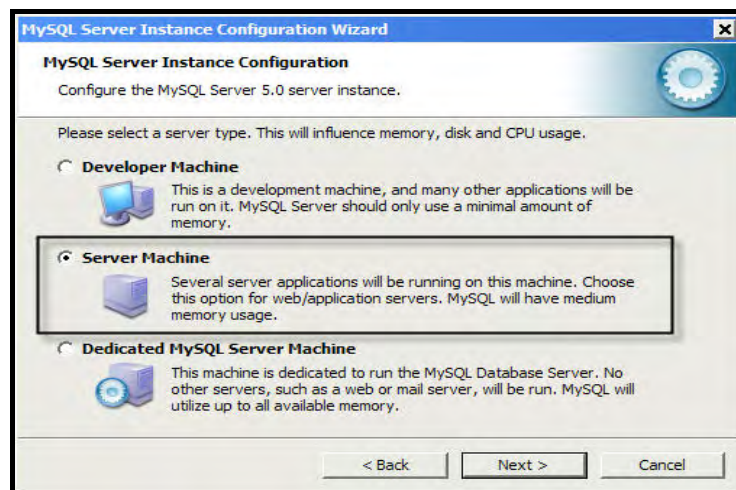 MySQL Server Instance Configuration Wizard
MySQL Server Instance Configuration
Configure the MySQL Server 5.0 server instance.
Please select a server type. This will influence memory, disk and CPU usage.
Developer Machine
This is a development machine, and many other applications will be
run on it. MySQL Server should only use a minimal amount of
memory.
Server Machine
Several server applications will be running on this machine. Choose
this option for web/application servers. MySQL will have medium
memory usage.
Dedicated MySQL Server Machine
This machine is dedicated to run the MySQL Database Server. No
other servers, such as a web or mail server, will be run. MySQL will
utilize up to all available memory.
< Back Next > Cancel